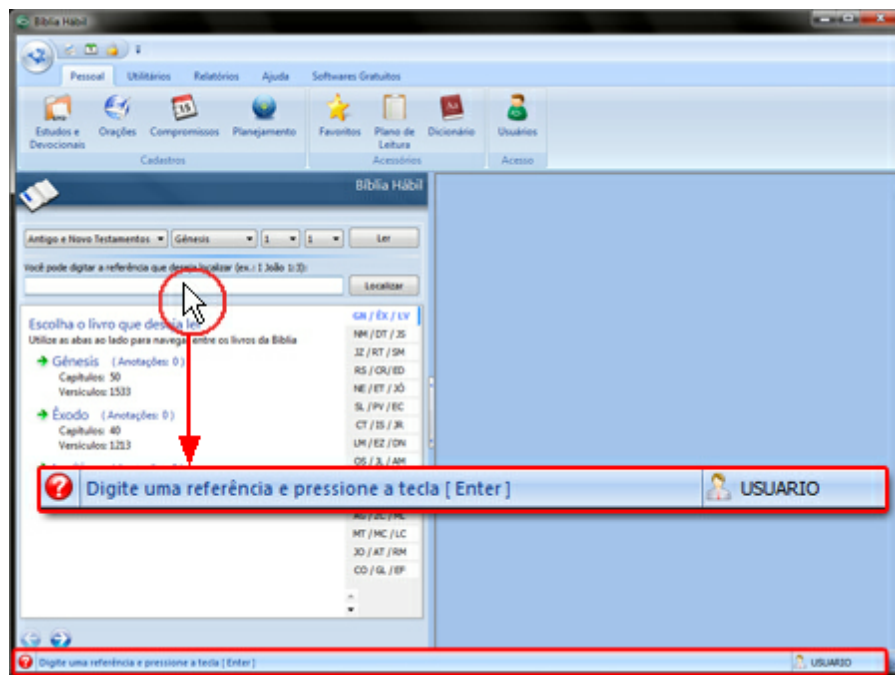 Bíblia Hábil
Pessoal Utilitários Relatórios Ajuda Softwares Gratuitos
Estudos e Devocionais Orações Compromissos Planejamento Favoritos Plano de Leitura Dicionário Usuários
Cadastros Acessórios Acesso
Bíblia Hábil
Antigo e Novo Testamentos Gênesis 1 1 Ler
Você pode digitar a referência que deseja localizar (ex.: I João 1:3):
Localizar
Escolha o livro que deseja ler
Utilize as abas ao lado para navegar entre os livros da Bíblia
Gênesis (Anotações: 0)
Capítulos: 50
Versículos: 1533
Êxodo (Anotações: 0)
Capítulos: 40
Versículos: 1213
GN / ÊX / LV
NM / DT / JS
JZ / RT / SM
RS / CR / ED
NE / ET / JÓ
SL / PV / EC
CT / IS / JR
LM / EZ / DN
OS / JL / AM
Digite uma referência e pressione a tecla [ Enter ] USUARIO
AG / ZC / ML
MT / MC / LC
JO / AT / RM
CO / GL / EF
Digite uma referência e pressione a tecla [ Enter ] USUARIO